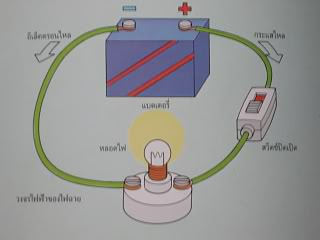 − +
อิเล็คตรอนไหล
กระแสไหล
แบตเตอรี่
หลอดไฟ
สวิตช์ปิดเปิด
วงจรไฟฟ้าของไฟฉาย